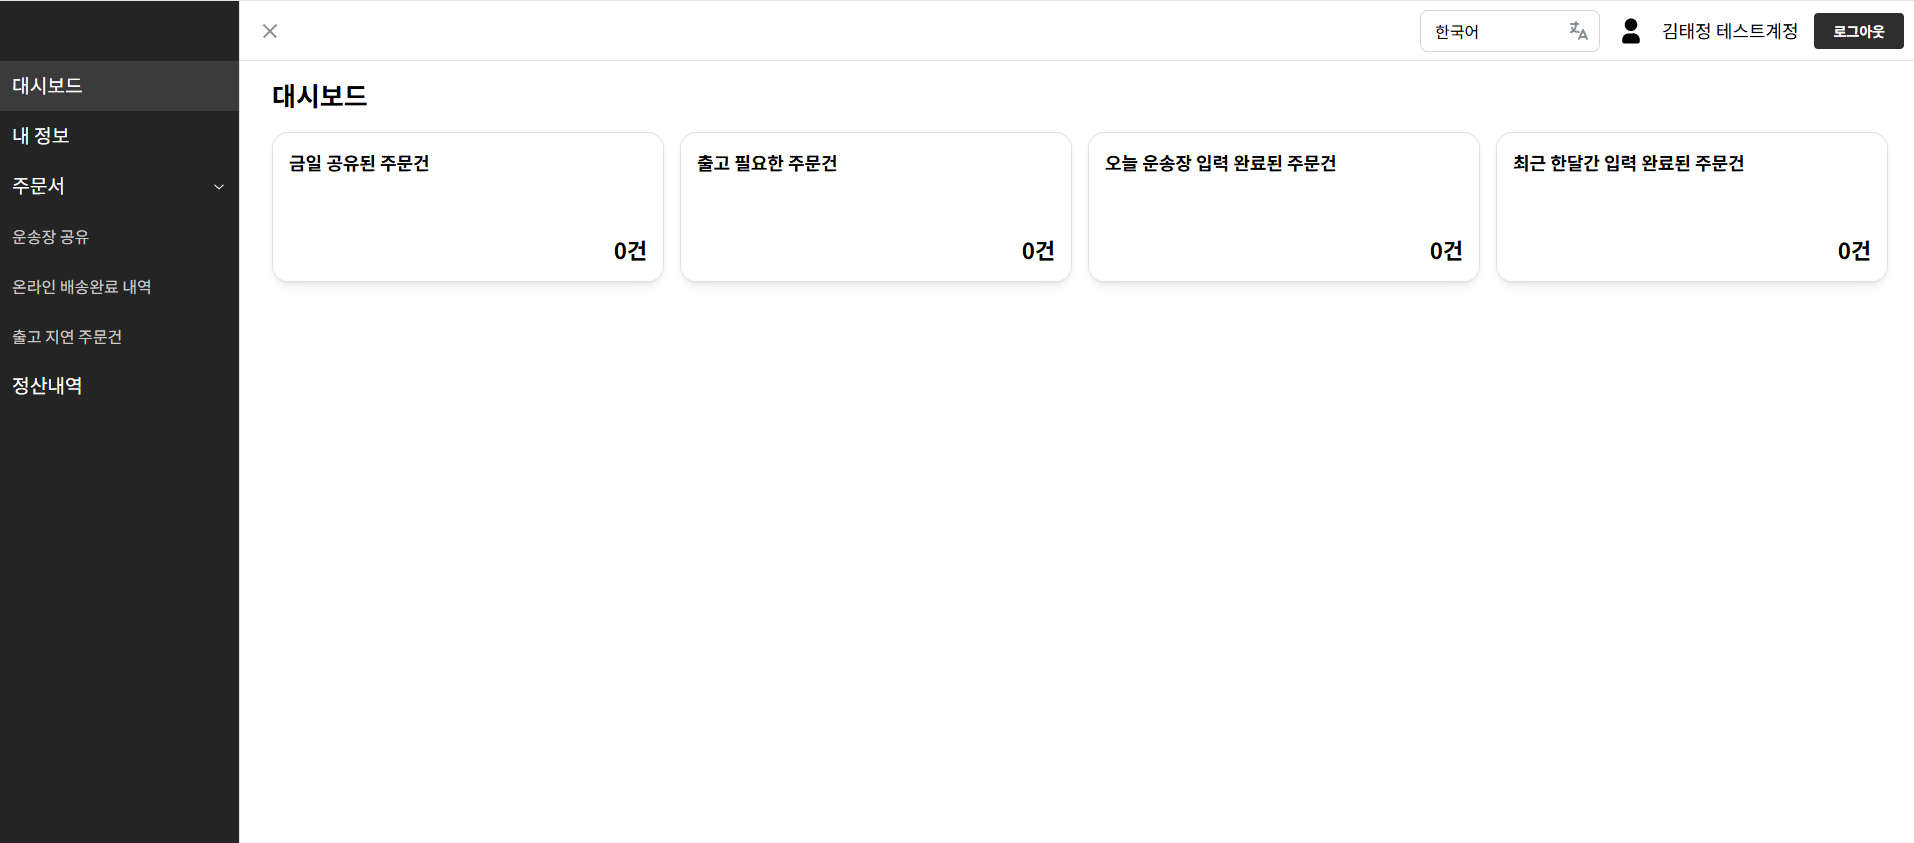 한국어
김태정 테스트계정
로그아웃
대시보드
내 정보
주문서
운송장 공유
온라인 배송완료 내역
출고 지연 주문건
정산내역
대시보드
금일 공유된 주문건
0건
출고 필요한 주문건
0건
오늘 운송장 입력 완료된 주문건
0건
최근 한달간 입력 완료된 주문건
0건